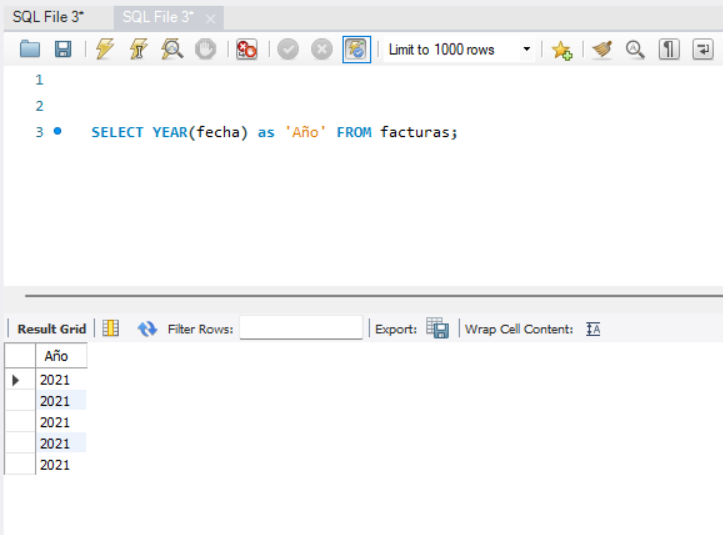 SQL File 3* SQL File 3* ×
Limit to 1000 rows
1
2
3 SELECT YEAR(fecha) as 'Año' FROM facturas;
Result Grid Filter Rows: Export: Wrap Cell Content: IA
Año
2021
2021
2021
2021
2021